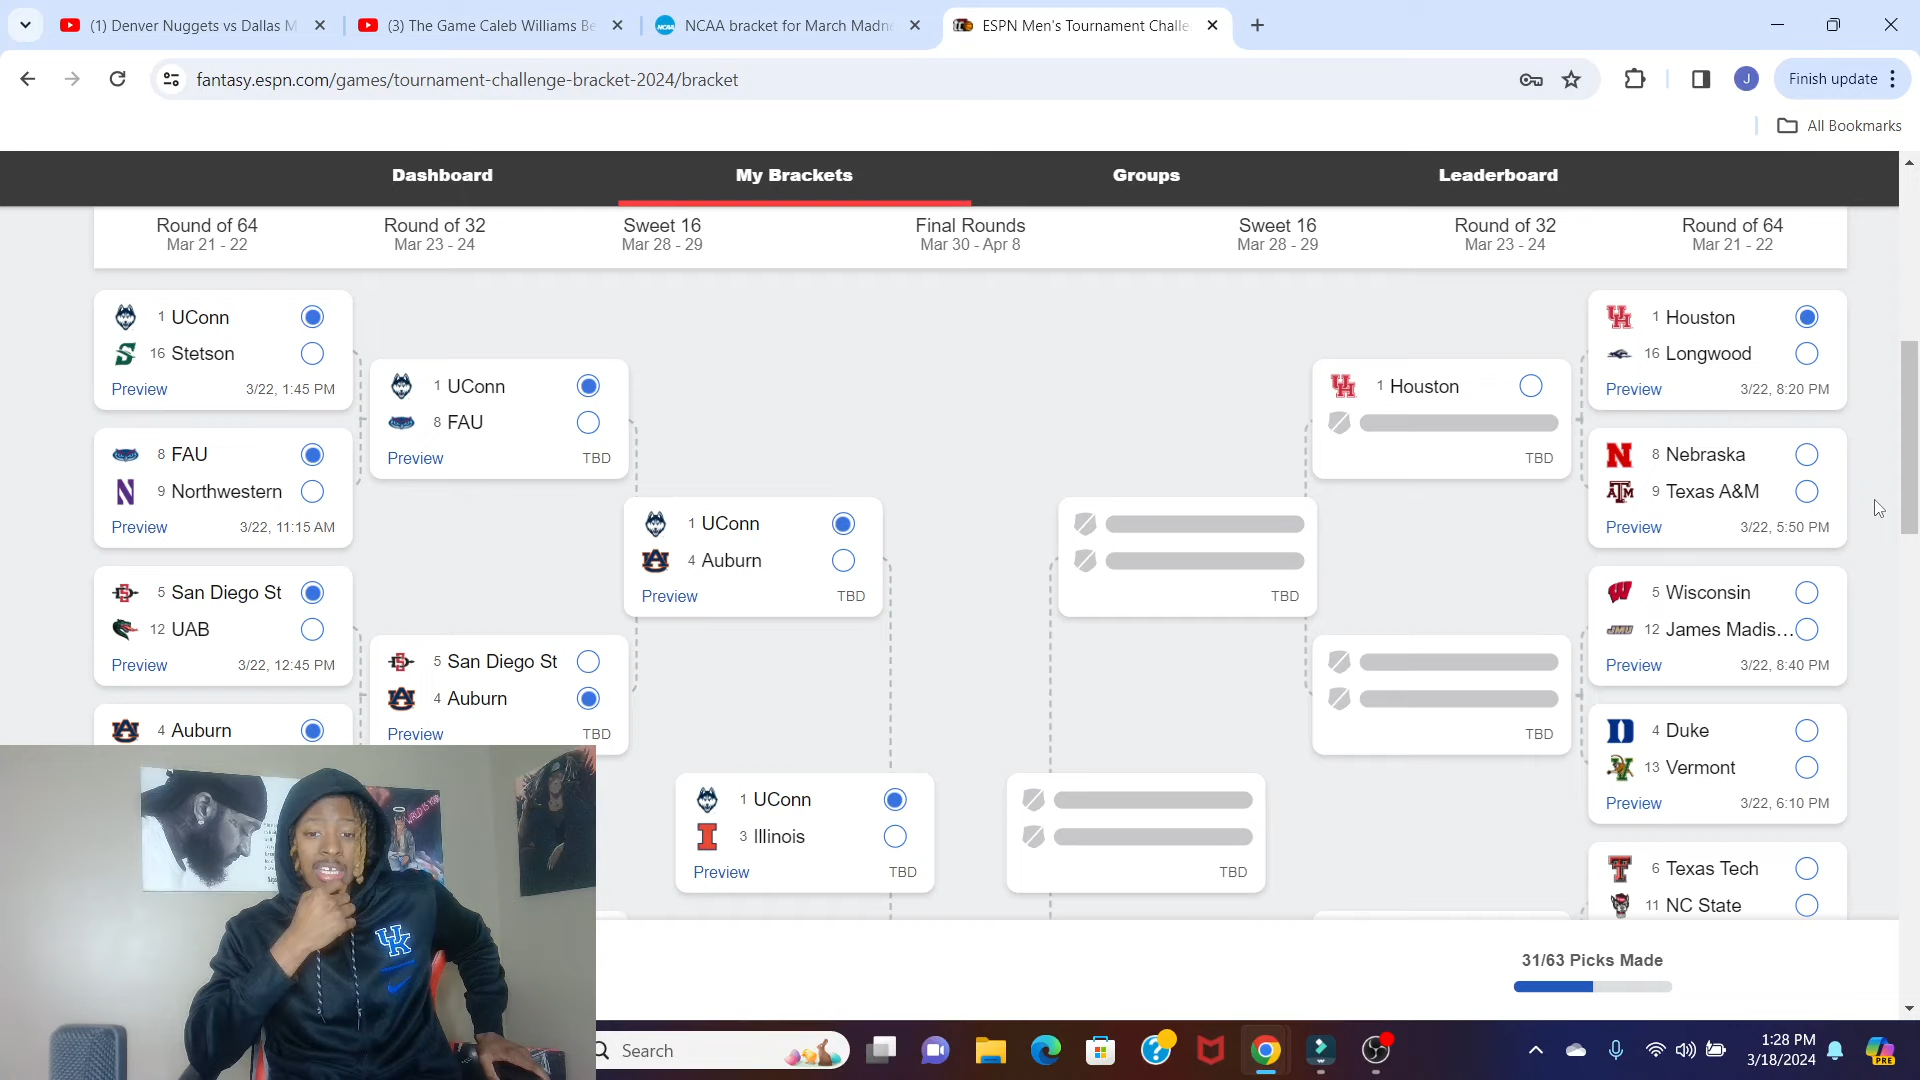 (1) Denver Nuggets vs Dallas M
(3) The Game Caleb Williams Be
NCAA bracket for March Madne
ESPN Men's Tournament Challe
fantasy.espn.com/games/tournament-challenge-bracket-2024/bracket
J
Finish update
All Bookmarks
Dashboard
My Brackets
Groups
Leaderboard
Round of 64
Mar 21 - 22
Round of 32
Mar 23 - 24
Sweet 16
Mar 28 - 29
Final Rounds
Mar 30 - Apr 8
Sweet 16
Mar 28 - 29
Round of 32
Mar 23 - 24
Round of 64
Mar 21 - 22
1 UConn
16 Stetson
Preview 3/22, 1:45 PM
8 FAU
9 Northwestern
Preview 3/22, 11:15 AM
5 San Diego St
12 UAB
Preview 3/22, 12:45 PM
4 Auburn
1 UConn
8 FAU
Preview TBD
5 San Diego St
4 Auburn
Preview TBD
1 UConn
4 Auburn
Preview TBD
1 UConn
3 Illinois
Preview TBD
TBD
TBD
1 Houston
TBD
TBD
1 Houston
16 Longwood
Preview 3/22, 8:20 PM
8 Nebraska
9 Texas A&M
Preview 3/22, 5:50 PM
5 Wisconsin
12 James Madis...
Preview 3/22, 8:40 PM
4 Duke
13 Vermont
Preview 3/22, 6:10 PM
6 Texas Tech
11 NC State
31/63 Picks Made
UK
Search
1:28 PM
3/18/2024
PRE